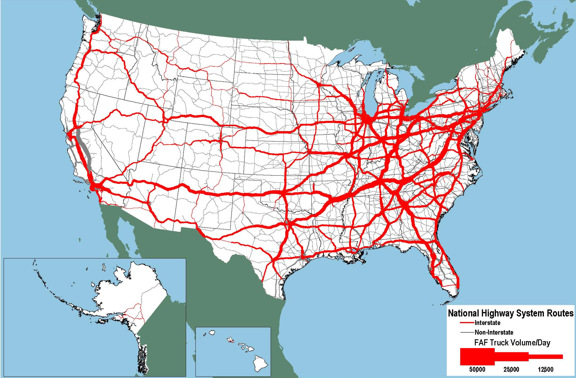 National Highway System Routes
Interstate
Non-Interstate
FAF Truck Volume/Day
50000 25000 12500